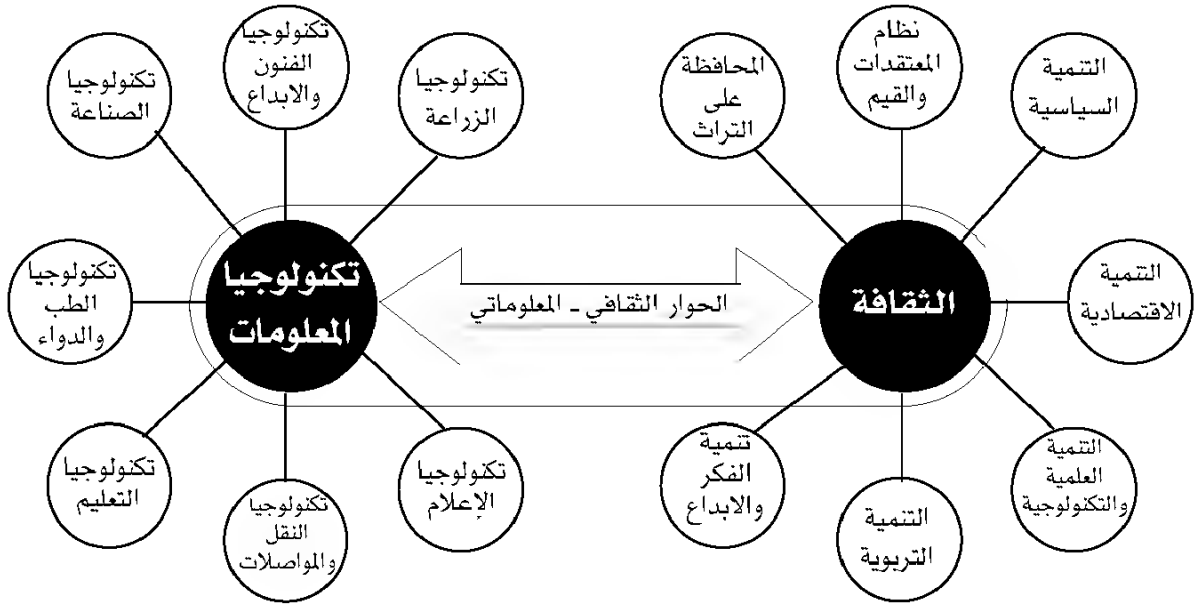 نظام
المعتقدات
والقيم
التنمية
السياسية
المحافظة
على
التراث
التنمية
الاقتصادية
الثقافة
التنمية
العلمية
والتكنولوجية
التنمية
التربوية
تنمية
الفكر
والابداع
الحوار الثقافي - المعلوماتي
تكنولوجيا
الفنون
والابداع
تكنولوجيا
الزراعة
تكنولوجيا
الصناعة
تكنولوجيا
المعلومات
تكنولوجيا
الطب
والدواء
تكنولوجيا
الإعلام
تكنولوجيا
النقل
والمواصلات
تكنولوجيا
التعليم